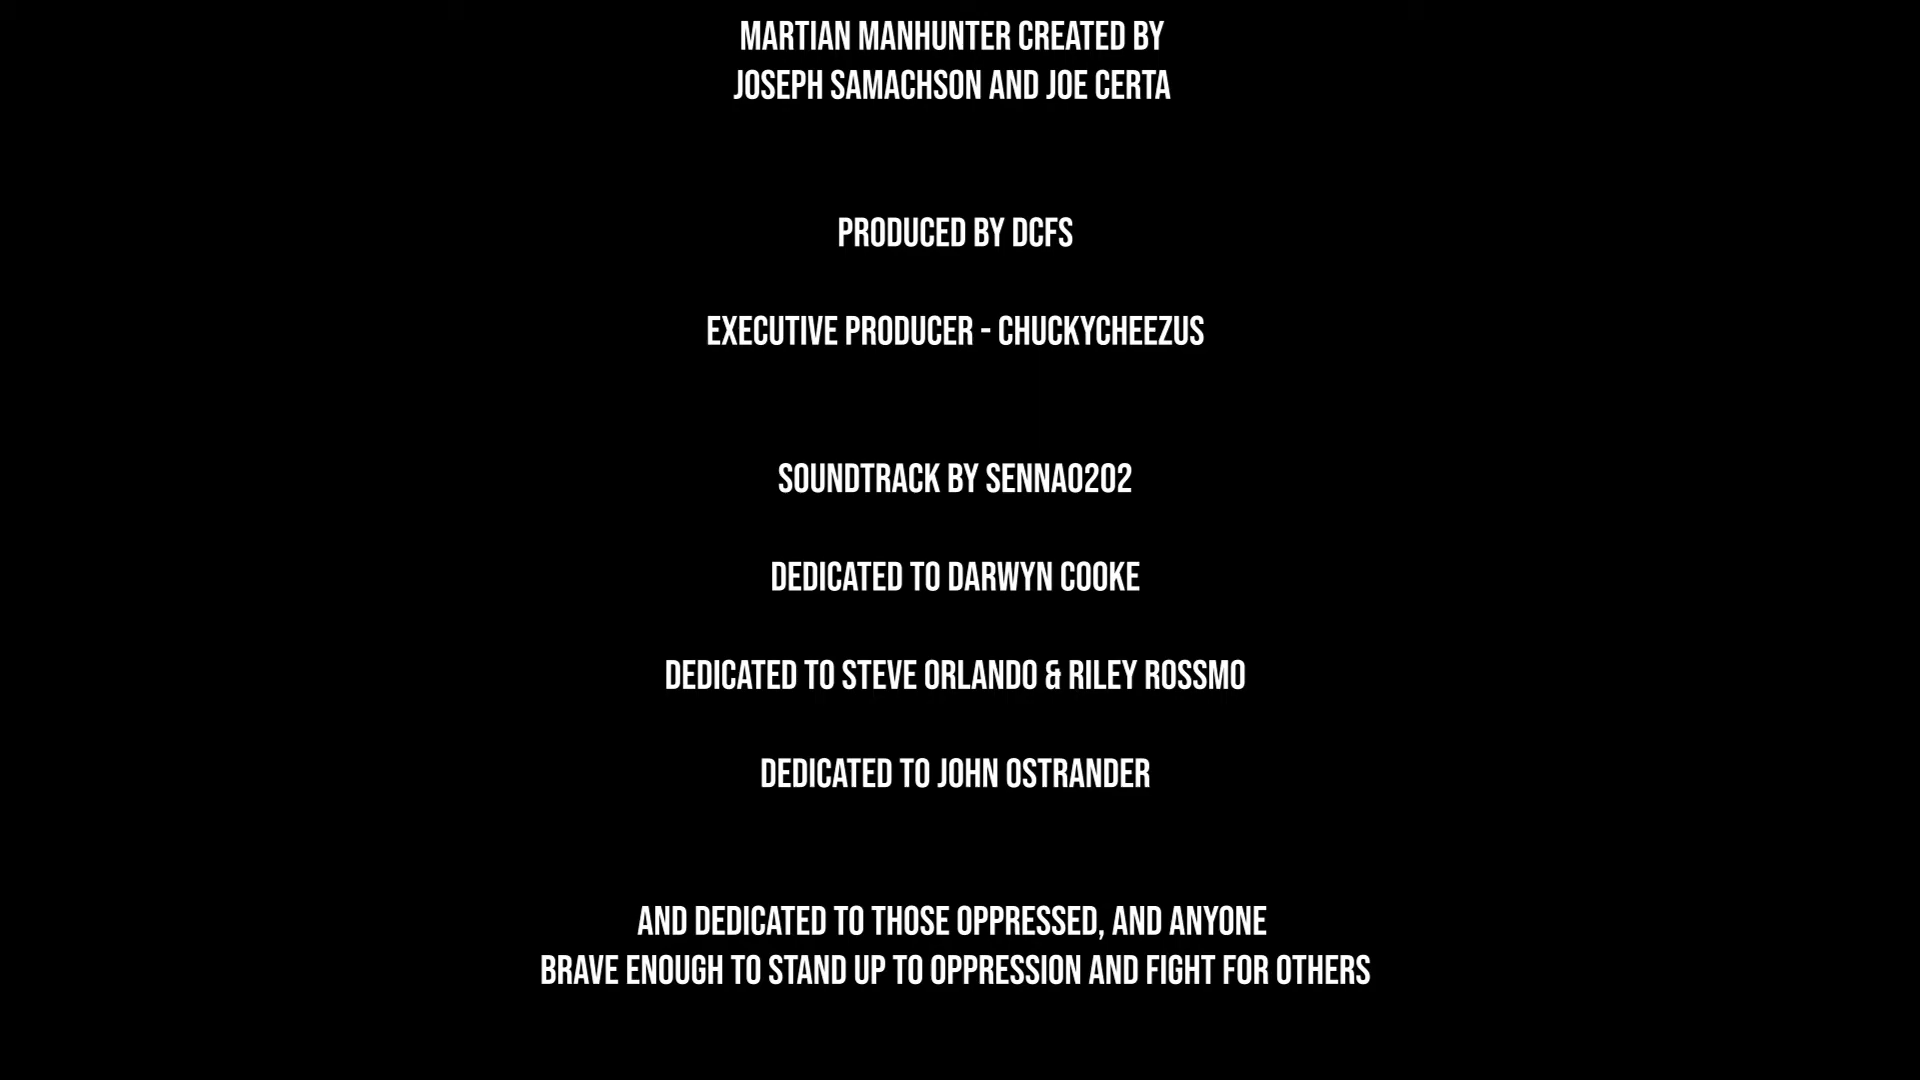 MARTIAN MANHUNTER CREATED BY
JOSEPH SAMACHSON AND JOE CERTA
PRODUCED BY DCFS
EXECUTIVE PRODUCER - CHUCKYCHEEZUS
SOUNDTRACK BY SENNA0202
DEDICATED TO DARWYN COOKE
DEDICATED TO STEVE ORLANDO & RILEY ROSSMO
DEDICATED TO JOHN OSTRANDER
AND DEDICATED TO THOSE OPPRESSED, AND ANYONE
BRAVE ENOUGH TO STAND UP TO OPPRESSION AND FIGHT FOR OTHERS